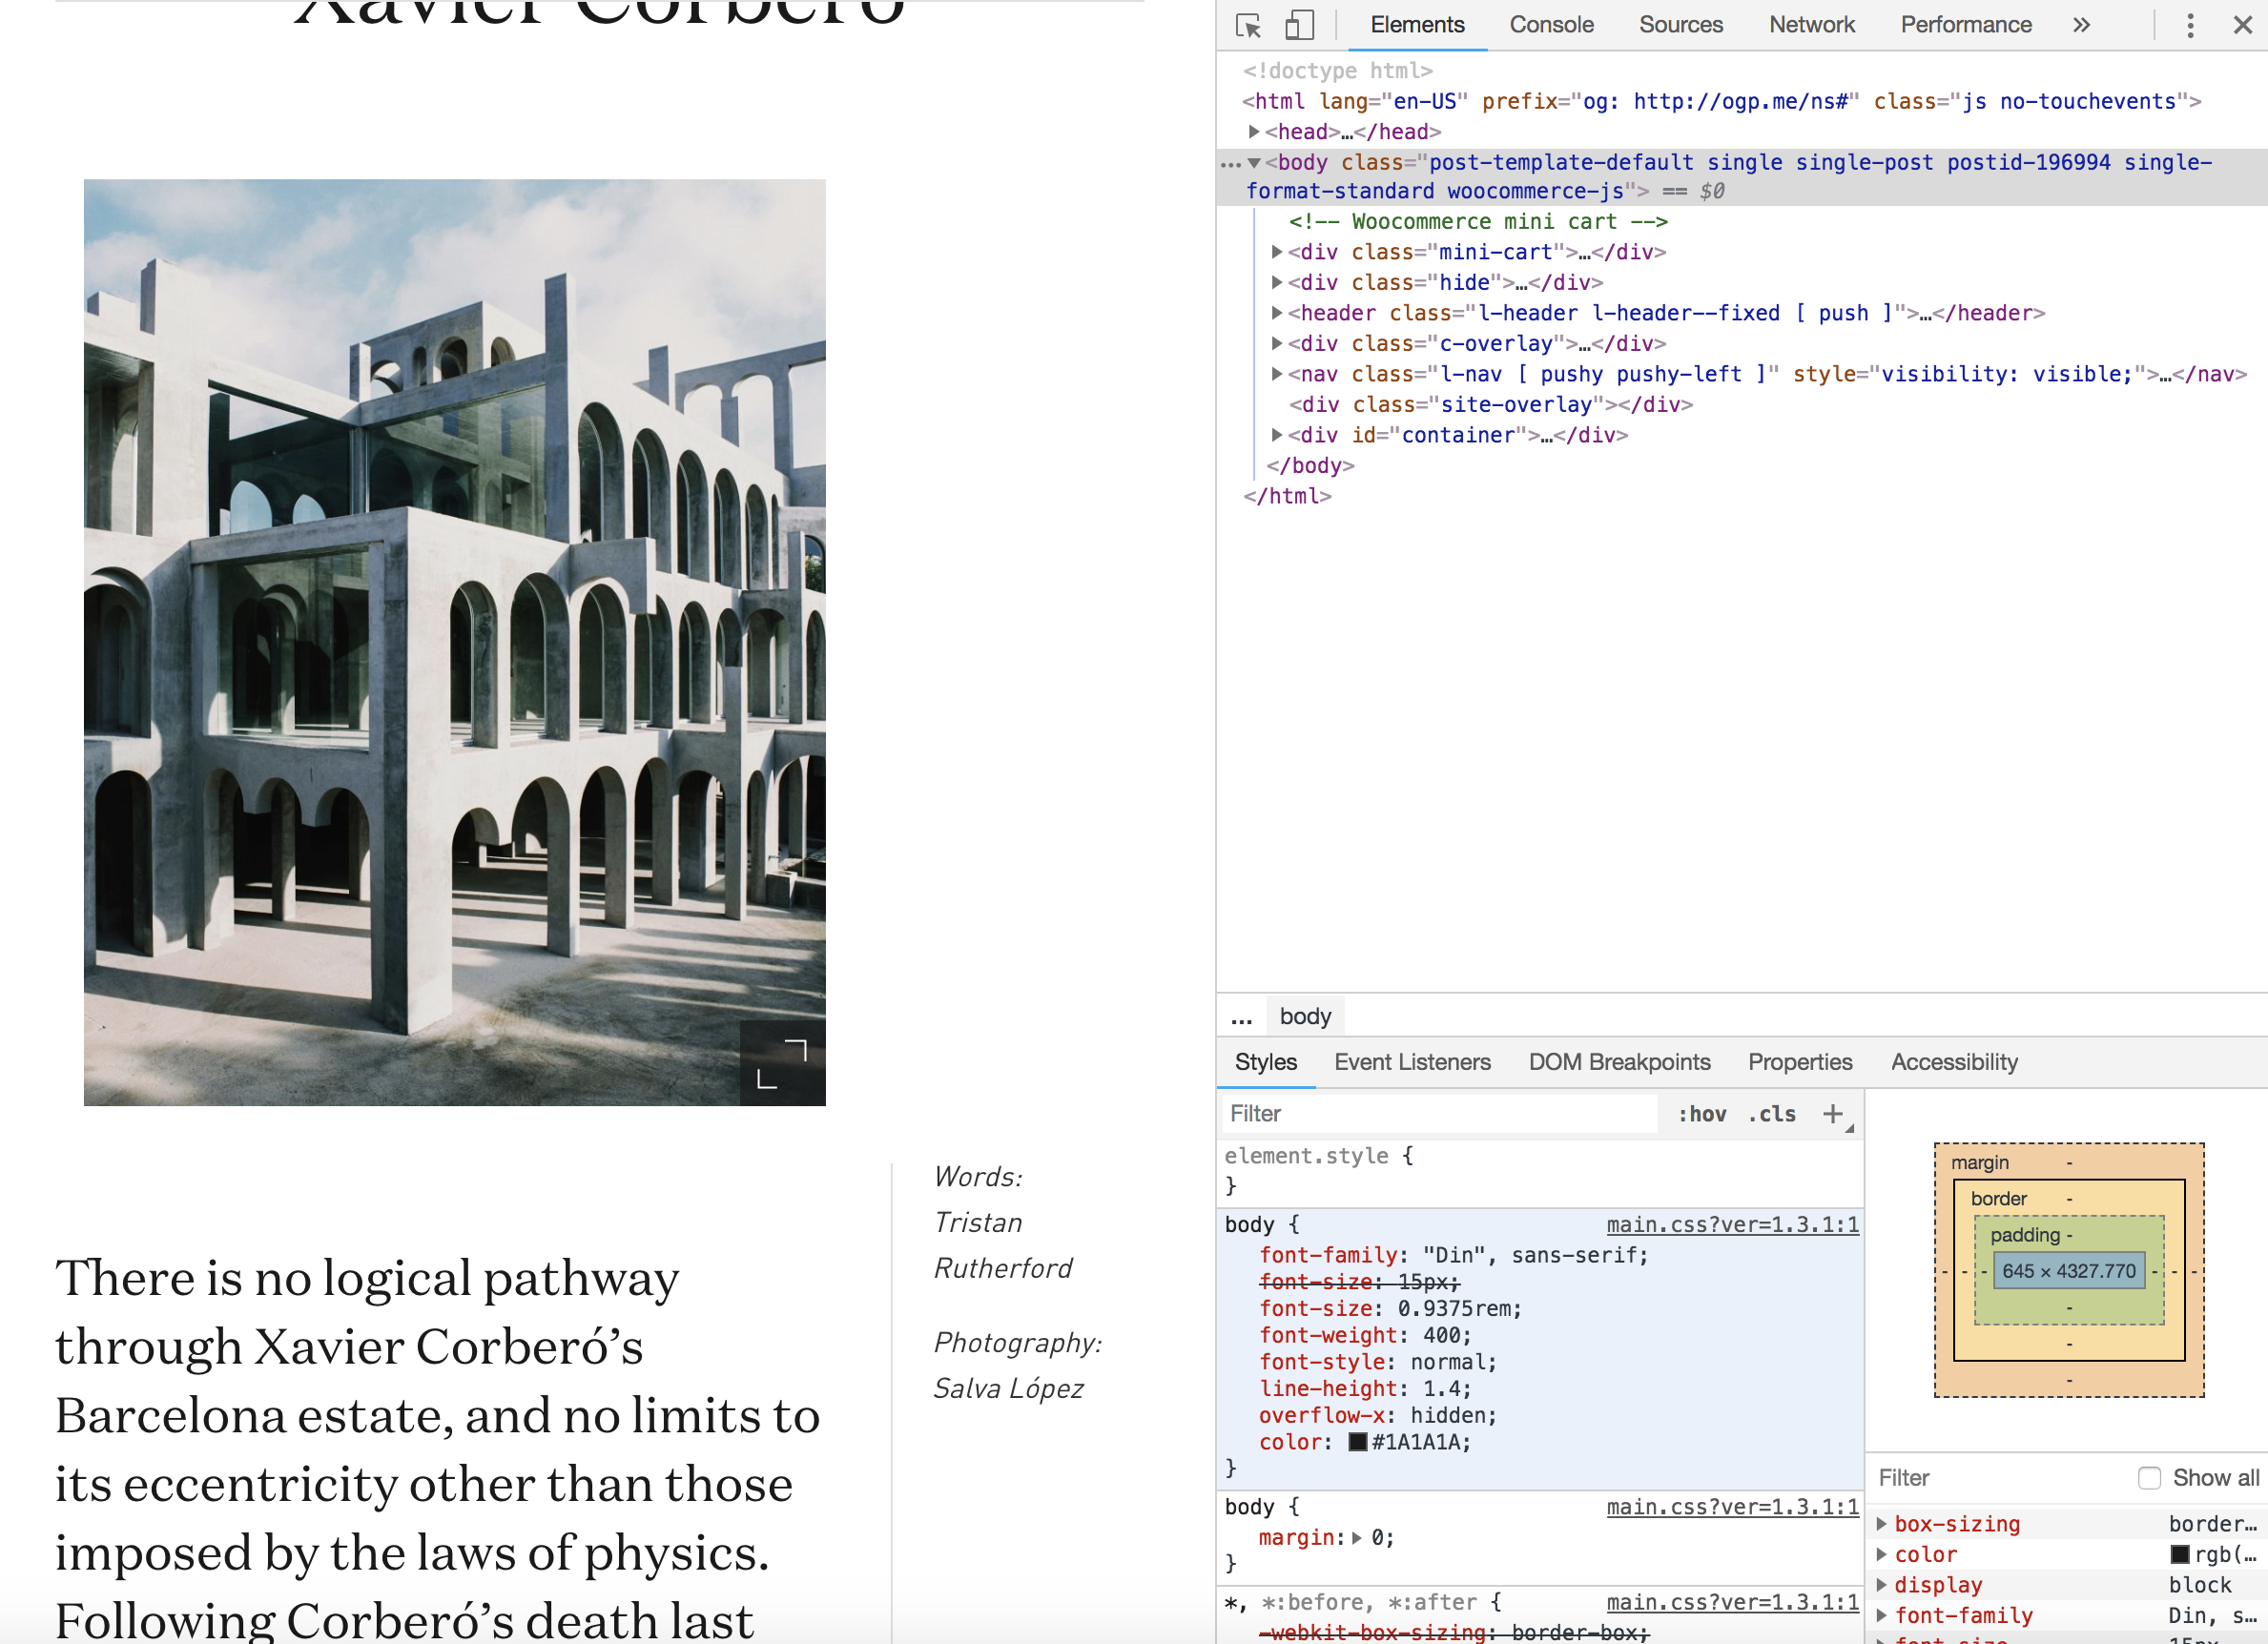 Xavier Corberó
There is no logical pathway
through Xavier Corberó’s
Barcelona estate, and no limits to
its eccentricity other than those
imposed by the laws of physics.
Following Corberó’s death last
Words:
Tristan
Rutherford
Photography:
Salva López
Elements Console Sources Network Performance »
<!doctype html>
<html lang="en-US" prefix="og: http://ogp.me/ns#" class="js no-touchevents">
<head>…</head>
… <body class="post-template-default single single-post postid-196994 single-
format-standard woocommerce-js"> == $0
<!-- Woocommerce mini cart -->
<div class="mini-cart">…</div>
<div class="hide">…</div>
<header class="l-header l-header--fixed [ push ]">…</header>
<div class="c-overlay">…</div>
<nav class="l-nav [ pushy pushy-left ]" style="visibility: visible;">…</nav>
<div class="site-overlay"></div>
<div id="container">…</div>
</body>
</html>
... body
Styles Event Listeners DOM Breakpoints Properties Accessibility
Filter :hov .cls +
element.style {
}
body { main.css?ver=1.3.1:1
font-family: "Din", sans-serif;
font-size: 15px;
font-size: 0.9375rem;
font-weight: 400;
font-style: normal;
line-height: 1.4;
overflow-x: hidden;
color: #1A1A1A;
}
body { main.css?ver=1.3.1:1
margin: 0;
}
*, *:before, *:after { main.css?ver=1.3.1:1
-webkit-box-sizing: border-box;
margin -
border -
padding -
- - - 645 × 4327.770 - - -
-
-
-
Filter Show all
box-sizing border…
color rgb(…
display block
font-family Din, s…
font-size 15px